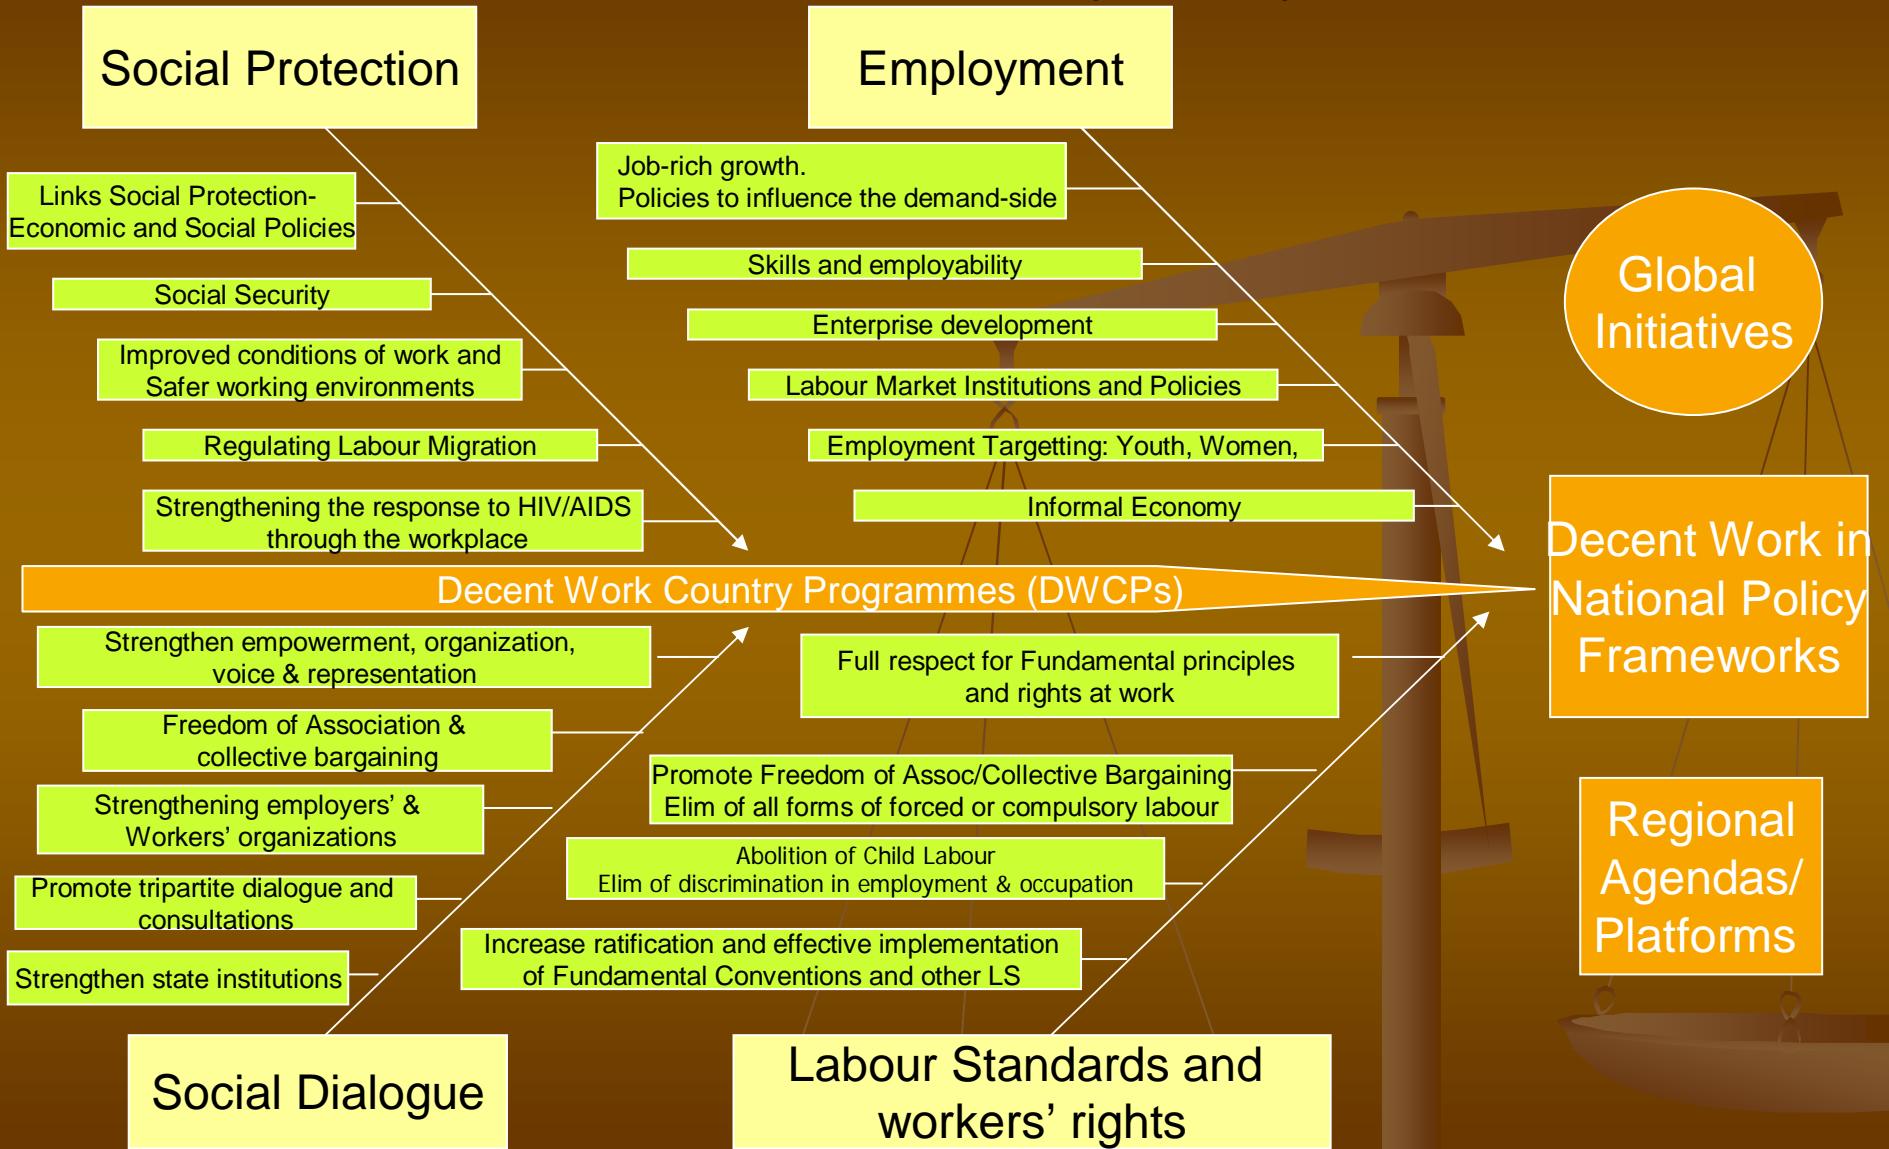 Social Protection
Links Social Protection-
Economic and Social Policies
Social Security
Improved conditions of work and
Safer working environments
Regulating Labour Migration
Strengthening the response to HIV/AIDS
through the workplace
Employment
Job-rich growth.
Policies to influence the demand-side
Skills and employability
Enterprise development
Labour Market Institutions and Policies
Employment Targetting: Youth, Women,
Informal Economy
Global
Initiatives
Decent Work Country Programmes (DWCPs)
Decent Work in
National Policy
Frameworks
Strengthen empowerment, organization,
voice & representation
Freedom of Association &
collective bargaining
Strengthening employers’ &
Workers’ organizations
Promote tripartite dialogue and
consultations
Strengthen state institutions
Social Dialogue
Full respect for Fundamental principles
and rights at work
Promote Freedom of Assoc/Collective Bargaining
Elim of all forms of forced or compulsory labour
Abolition of Child Labour
Elim of discrimination in employment & occupation
Increase ratification and effective implementation
of Fundamental Conventions and other LS
Labour Standards and
workers’ rights
Regional
Agendas/
Platforms